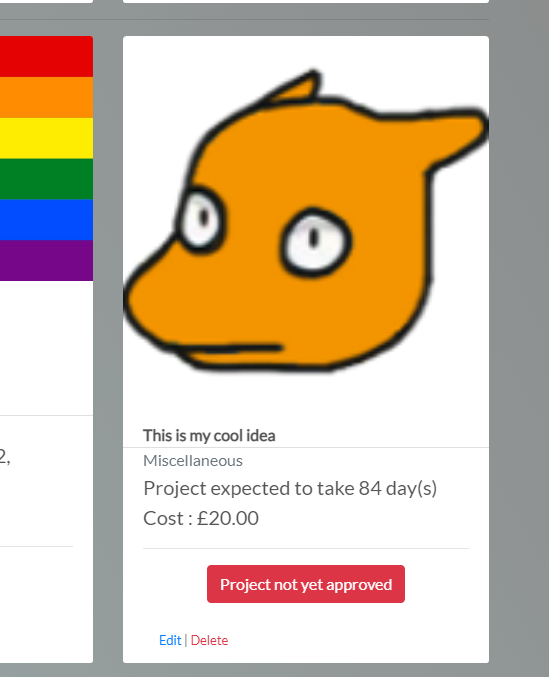 2,
This is my cool idea
Miscellaneous
Project expected to take 84 day(s)
Cost : £20.00
Project not yet approved
Edit | Delete